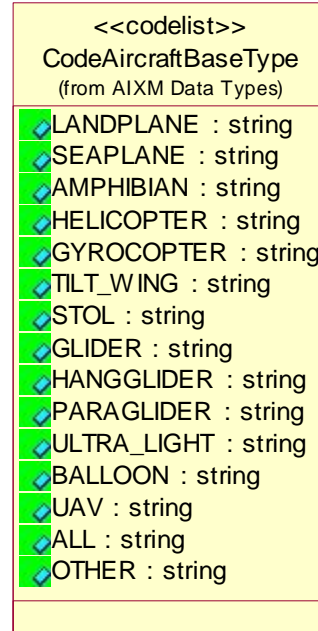 <<codelist>>
CodeAircraftBaseType
(from AIXM Data Types)
LANDPLANE : string
SEAPLANE : string
AMPHIBIAN : string
HELICOPTER : string
GYROCOPTER : string
TILT_WING : string
STOL : string
GLIDER : string
HANGGLIDER : string
PARAGLIDER : string
ULTRA_LIGHT : string
BALLOON : string
UAV : string
ALL : string
OTHER : string